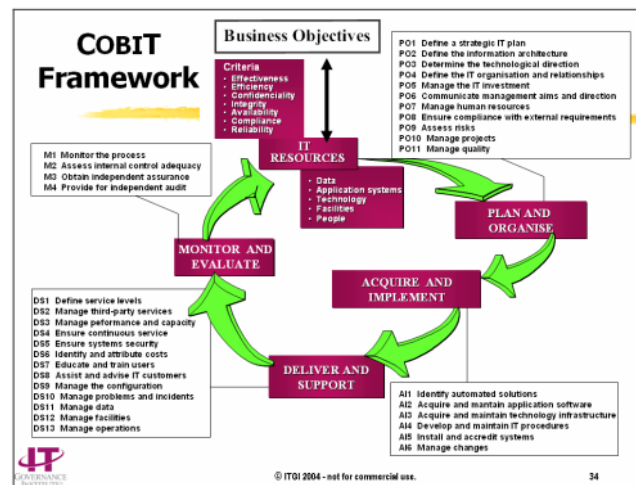 COBIT
Framework
Business Objectives
Criteria
• Effectiveness
• Efficiency
• Confidenciality
• Integrity
• Availability
• Compliance
• Reliability
IT
RESOURCES
• Data
• Application systems
• Technology
• Facilities
• People
PO1 Define a strategic IT plan
PO2 Define the information architecture
PO3 Determine the technological direction
PO4 Define the IT organisation and relationships
PO5 Manage the IT investment
PO6 Communicate management aims and direction
PO7 Manage human resources
PO8 Ensure compliance with external requirements
PO9 Assess risks
PO10 Manage projects
PO11 Manage quality
PLAN AND
ORGANISE
ACQUIRE AND
IMPLEMENT
AI1 Identify automated solutions
AI2 Acquire and mantain application software
AI3 Acquire and maintain technology infrastructure
AI4 Develop and maintain IT procedures
AI5 Install and accredit systems
AI6 Manage changes
DELIVER AND
SUPPORT
DS1 Define service levels
DS2 Manage third-party services
DS3 Manage peformance and capacity
DS4 Ensure continuous service
DS5 Ensure systems security
DS6 Identify and attribute costs
DS7 Educate and train users
DS8 Assist and advise IT customers
DS9 Manage the configuration
DS10 Manage problems and incidents
DS11 Manage data
DS12 Manage facilities
DS13 Manage operations
MONITOR AND
EVALUATE
M1 Monitor the process
M2 Assess internal control adequacy
M3 Obtain independent assurance
M4 Provide for independent audit
IT
GOVERNANCE
INSTITUTE
© ITGI 2004 - not for commercial use.
34